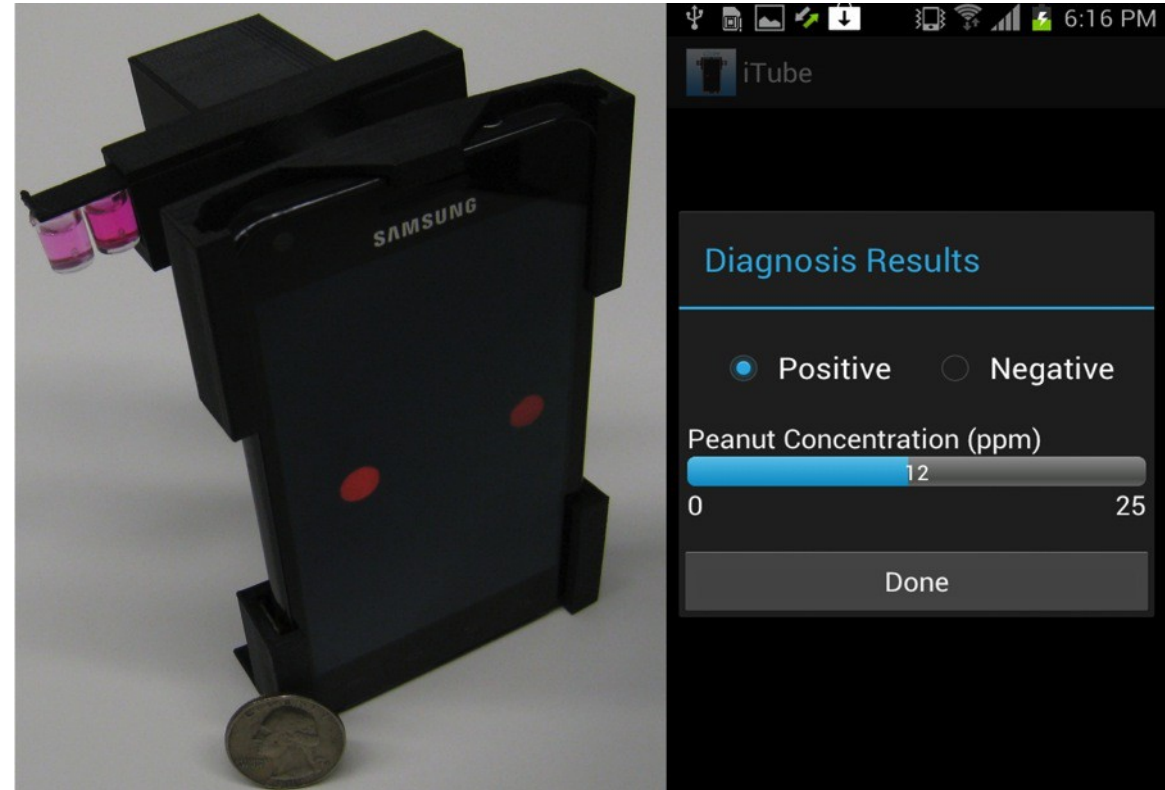 SAMSUNG
6:16 PM
iTube
Diagnosis Results
Positive Negative
Peanut Concentration (ppm)
12
0 25
Done